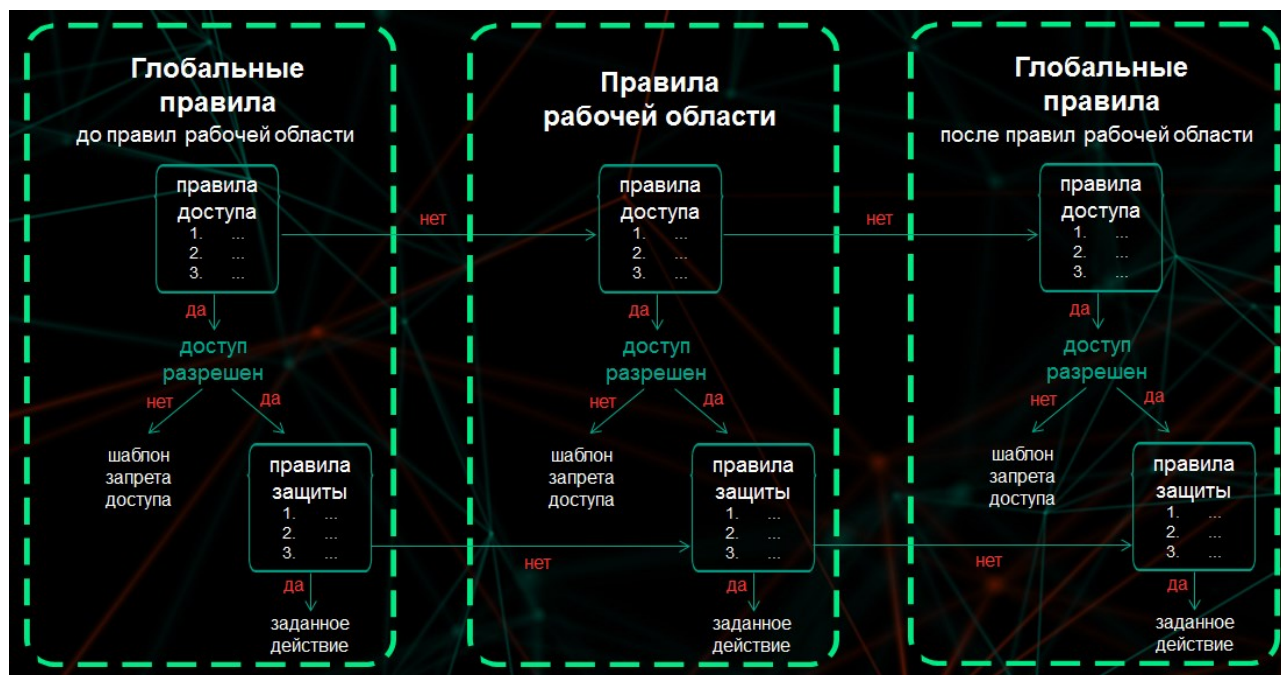 Глобальные
правила
до правил рабочей области
правила
доступа
1. ...
2. ...
3. ...
да
доступ
разрешен
нет
да
шаблон
запрета
доступа
правила
защиты
1. ...
2. ...
3. ...
да
заданное
действие
нет
нет
Правила
рабочей области
правила
доступа
1. ...
2. ...
3. ...
да
доступ
разрешен
нет
да
шаблон
запрета
доступа
правила
защиты
1. ...
2. ...
3. ...
да
заданное
действие
нет
нет
Глобальные
правила
после правил рабочей области
правила
доступа
1. ...
2. ...
3. ...
да
доступ
разрешен
нет
да
шаблон
запрета
доступа
правила
защиты
1. ...
2. ...
3. ...
да
заданное
действие